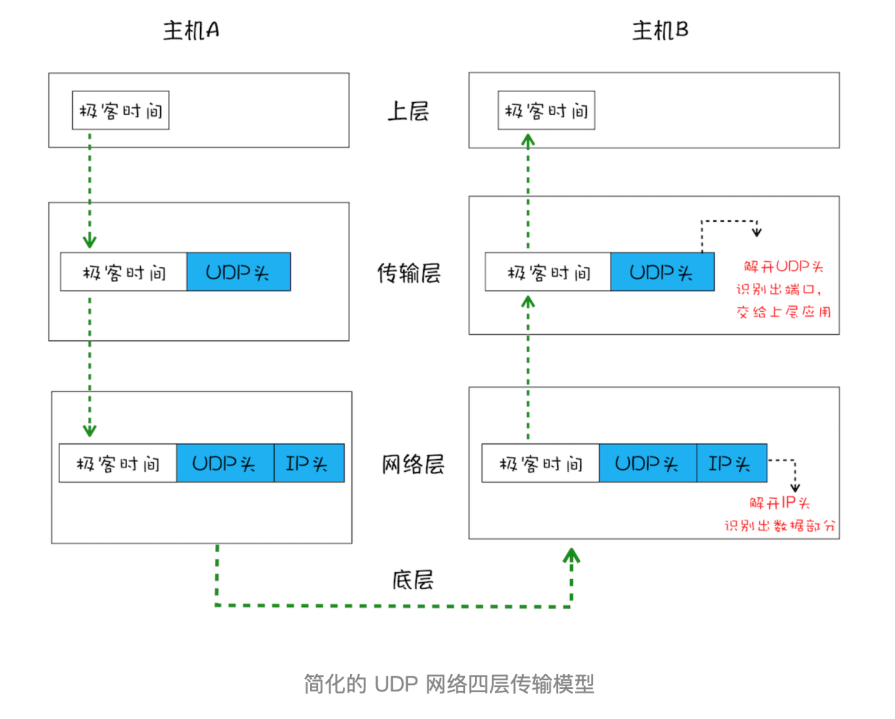 主机A
主机B
极客时间
上层
极客时间
极客时间
UDP头
传输层
极客时间
UDP头
解开UDP头
识别出端口,
交给上层应用
极客时间
UDP头
IP头
网络层
极客时间
UDP头
IP头
解开IP头
识别出数据部分
底层
简化的 UDP 网络四层传输模型